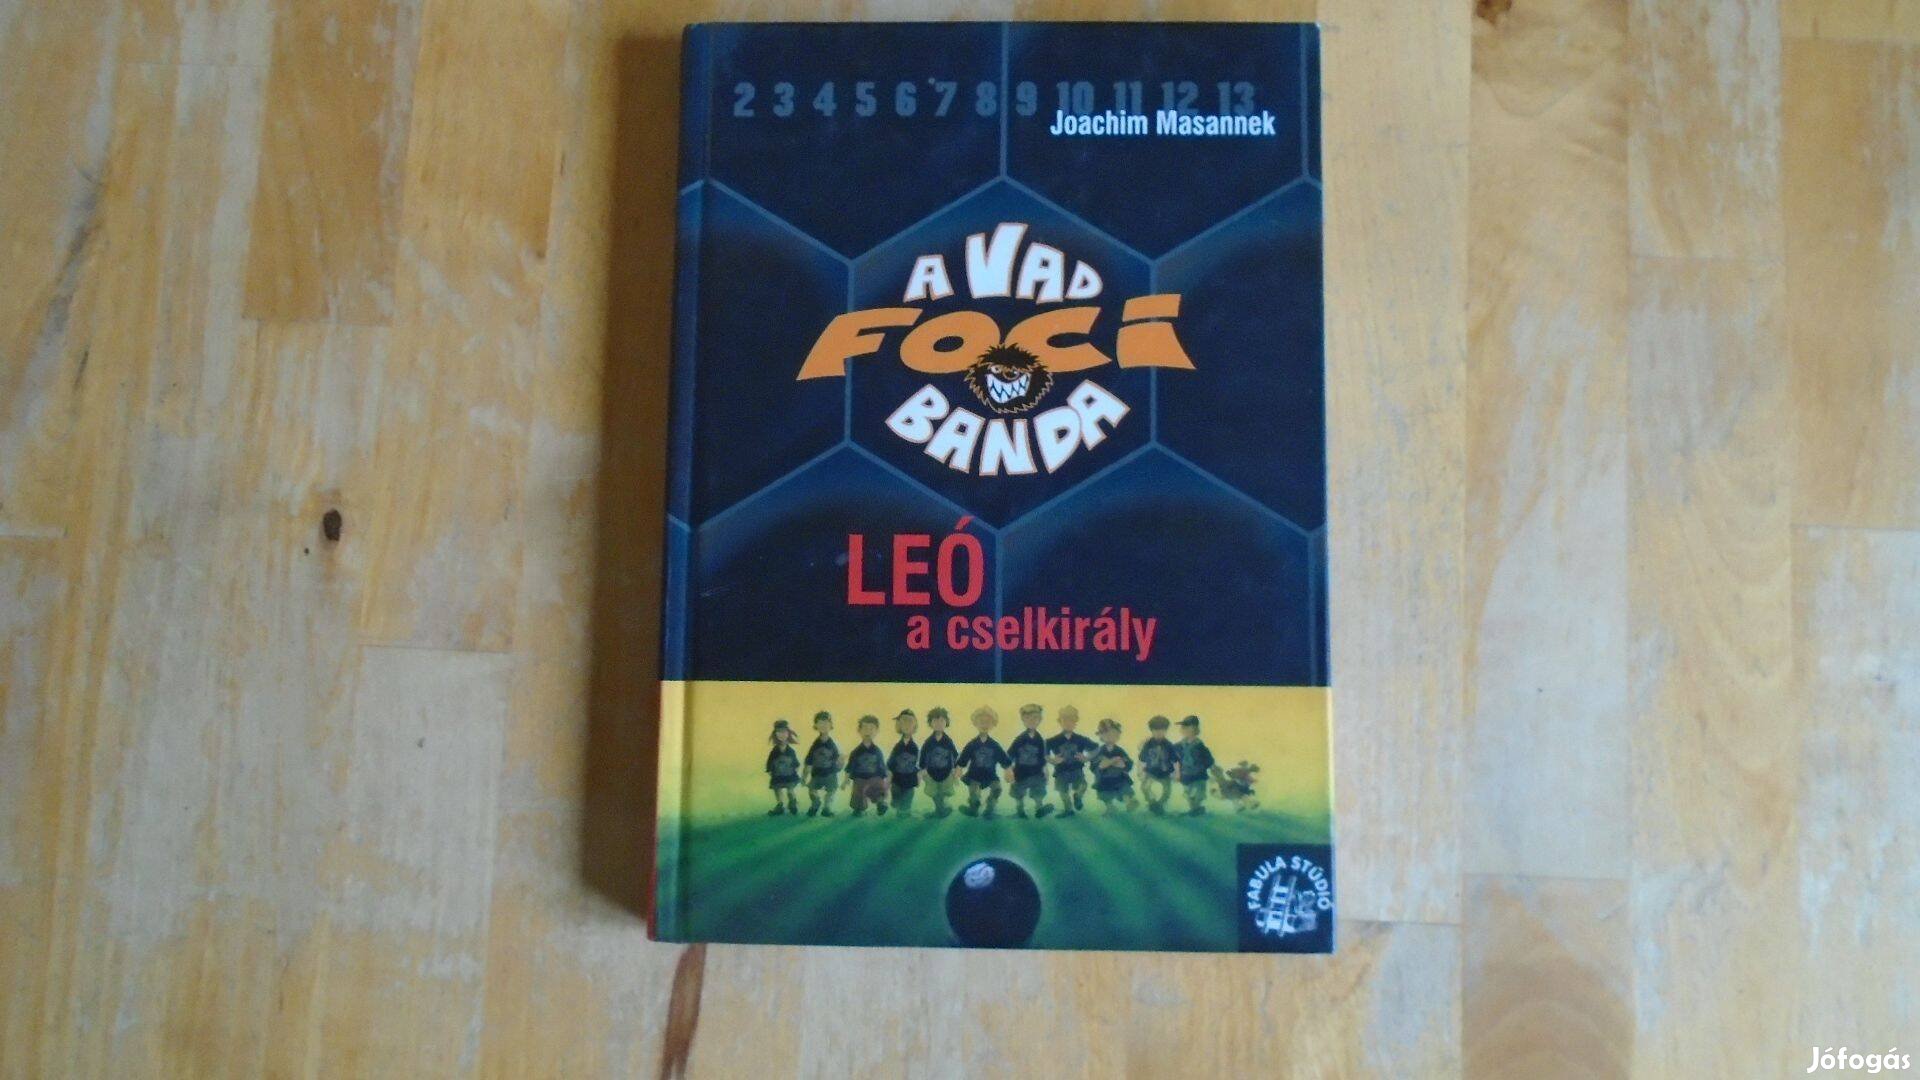 2 3 4 5 6 7 8 9 10 11 12 13
Joachim Masannek
A VAD
FOCI
BANDA
LEÓ
a cselkirály
FABULA STÚDIÓ
Jófogás